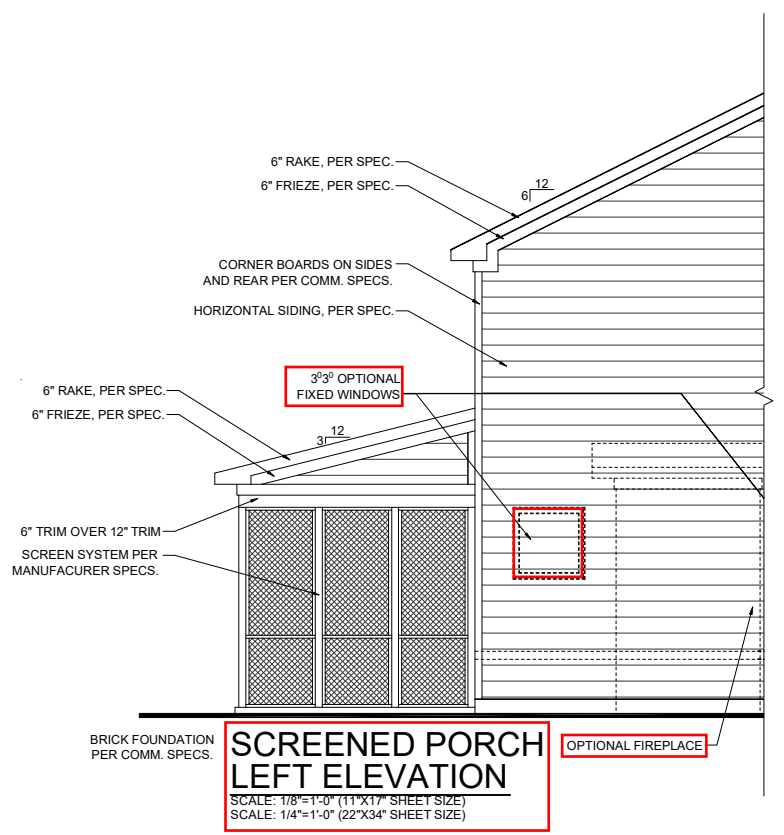 6" RAKE, PER SPEC.
6" FRIEZE, PER SPEC.
12
6
CORNER BOARDS ON SIDES
AND REAR PER COMM. SPECS.
HORIZONTAL SIDING, PER SPEC.
3⁰3⁰ OPTIONAL
FIXED WINDOWS
6" RAKE, PER SPEC.
6" FRIEZE, PER SPEC.
12
3
6" TRIM OVER 12" TRIM
SCREEN SYSTEM PER
MANUFACURER SPECS.
BRICK FOUNDATION
PER COMM. SPECS.
SCREENED PORCH
LEFT ELEVATION
SCALE: 1/8"=1'-0" (11"X17" SHEET SIZE)
SCALE: 1/4"=1'-0" (22"X34" SHEET SIZE)
OPTIONAL FIREPLACE